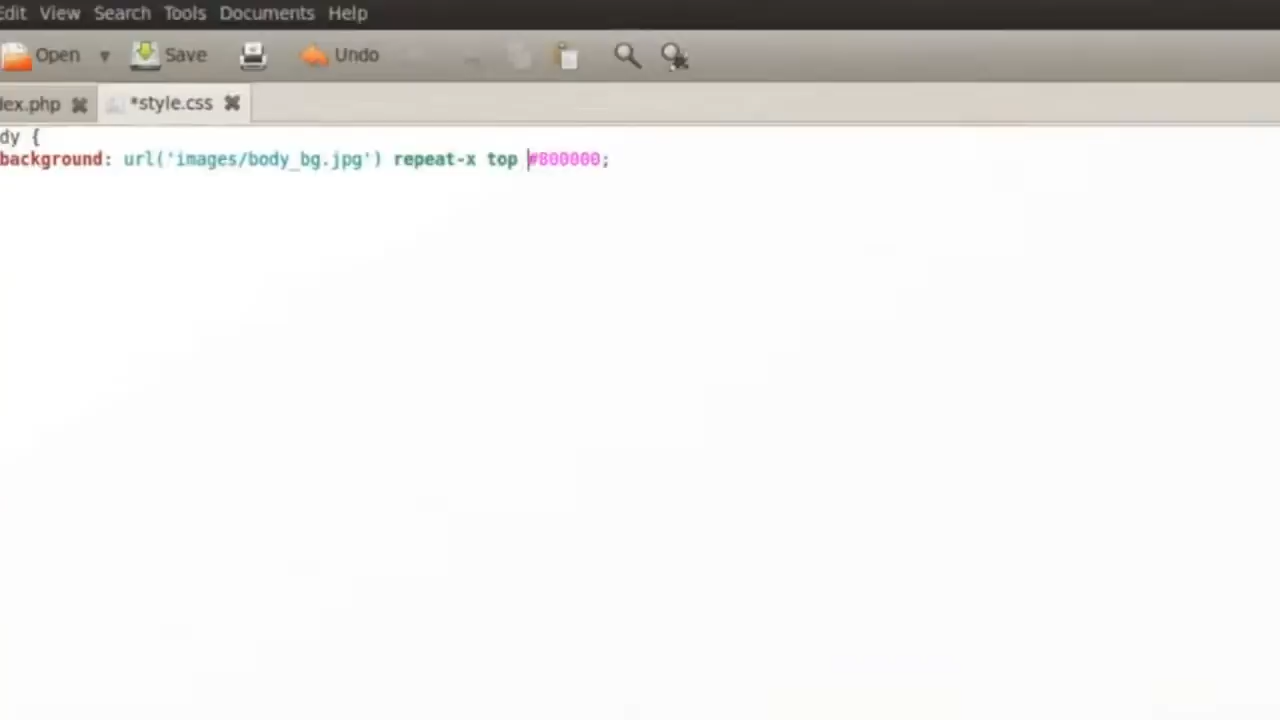 Edit View Search Tools Documents Help
Open Save Undo
dex.php *style.css
dy {
background: url('images/body_bg.jpg') repeat-x top #800000;